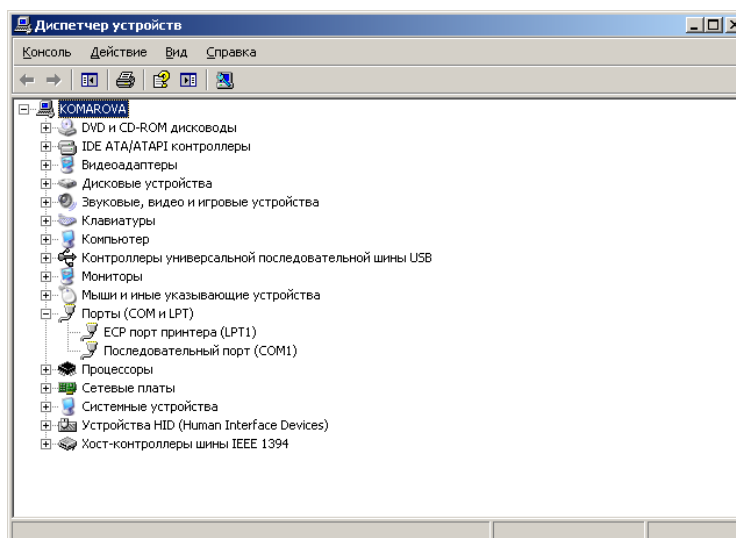 Диспетчер устройств
Консоль Действие Вид Справка
KOMAROVA
DVD и CD-ROM дисководы
IDE ATA/ATAPI контроллеры
Видеоадаптеры
Дисковые устройства
Звуковые, видео и игровые устройства
Клавиатуры
Компьютер
Контроллеры универсальной последовательной шины USB
Мониторы
Мыши и иные указывающие устройства
Порты (COM и LPT)
ECP порт принтера (LPT1)
Последовательный порт (COM1)
Процессоры
Сетевые платы
Системные устройства
Устройства HID (Human Interface Devices)
Хост-контроллеры шины IEEE 1394